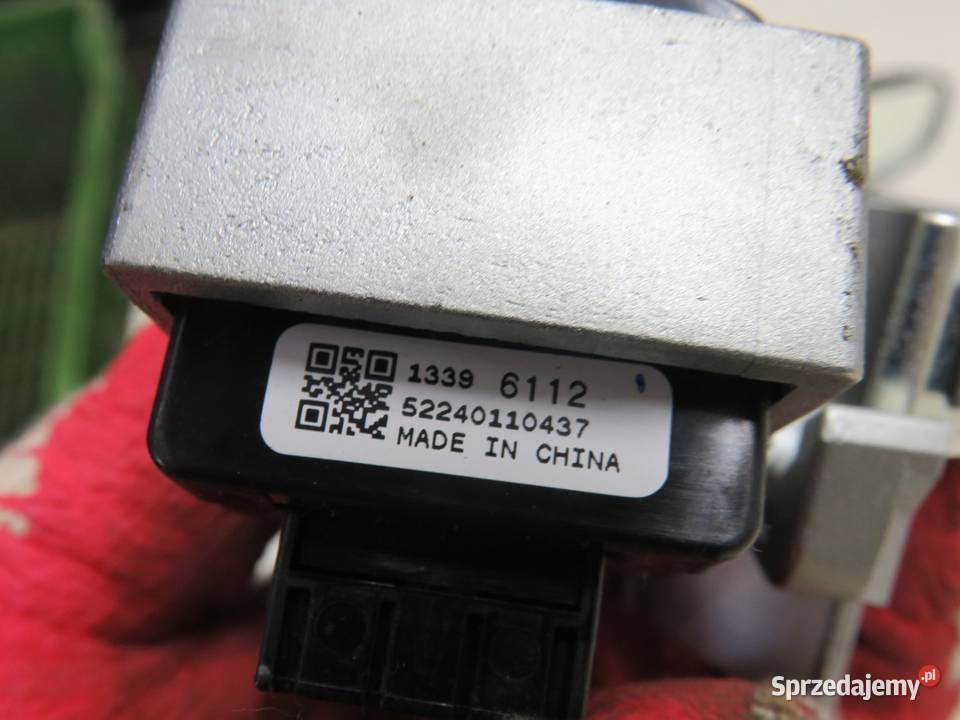 1339 6112
52240110437
MADE IN CHINA
Sprzedajemy.pl